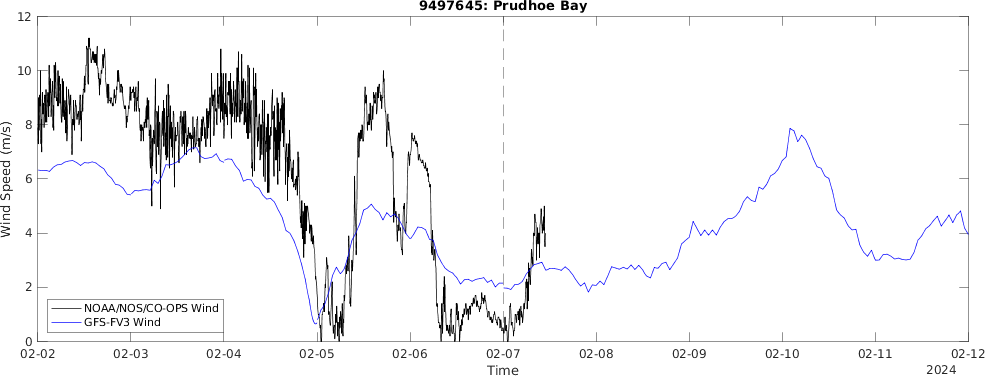 9497645: Prudhoe Bay
12
10
8
6
4
2
0
Wind Speed (m/s)
NOAA/NOS/CO-OPS Wind
GFS-FV3 Wind
02-02 02-03 02-04 02-05 02-06 02-07 02-08 02-09 02-10 02-11 02-12
Time
2024